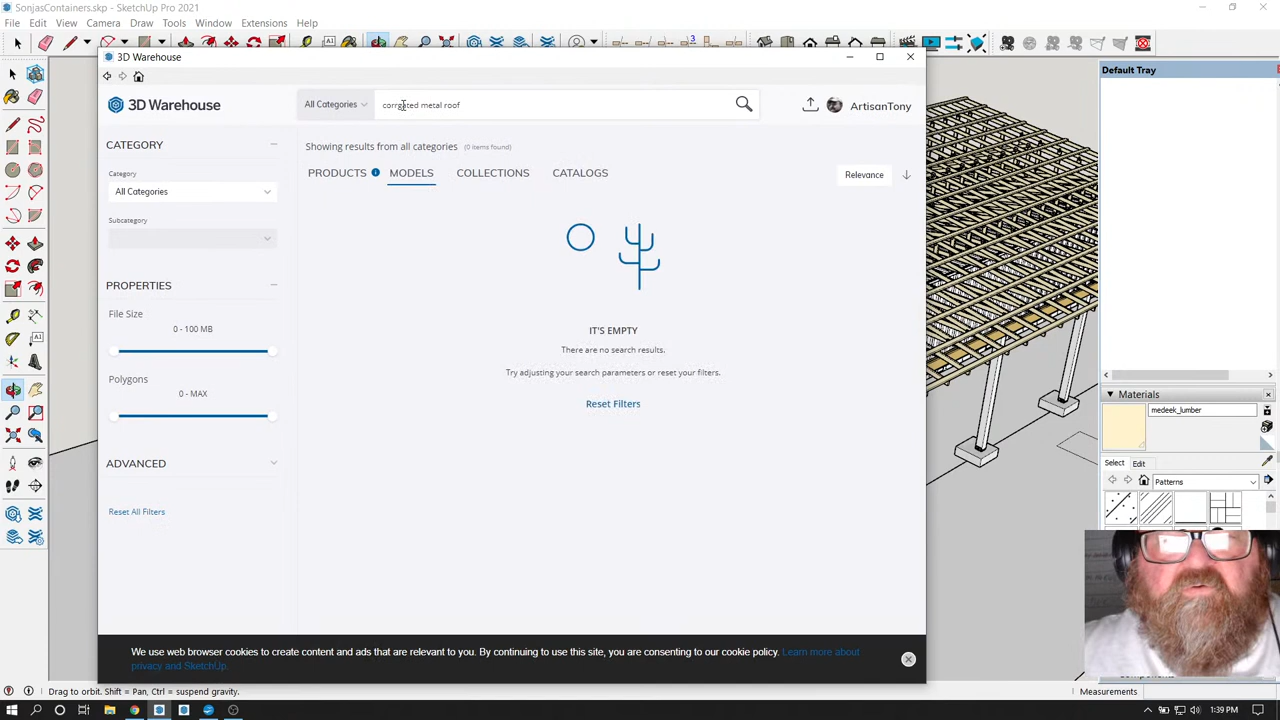 SonjasContainers.skp - SketchUp Pro 2021
File Edit View Camera Draw Tools Window Extensions Help
3
3D Warehouse
Default Tray
3D Warehouse
All Categories
ArtisanTony
CATEGORY
Showing results from all categories (0 items found)
Category
PRODUCTS i MODELS COLLECTIONS CATALOGS
Relevance
All Categories
Subcategory
PROPERTIES
File Size
0 - 100 MB
IT'S EMPTY
There are no search results.
Try adjusting your search parameters or reset your filters.
Polygons
0 - MAX
Reset Filters
Materials
medeek_lumber
ADVANCED
Select Edit
Patterns
Reset All Filters
We use web browser cookies to create content and ads that are relevant to you. By continuing to use this site, you are consenting to our cookie policy. Learn more about
privacy and SketchUp.
Drag to orbit. Shift = Pan, Ctrl = suspend gravity.
Measurements
1:39 PM